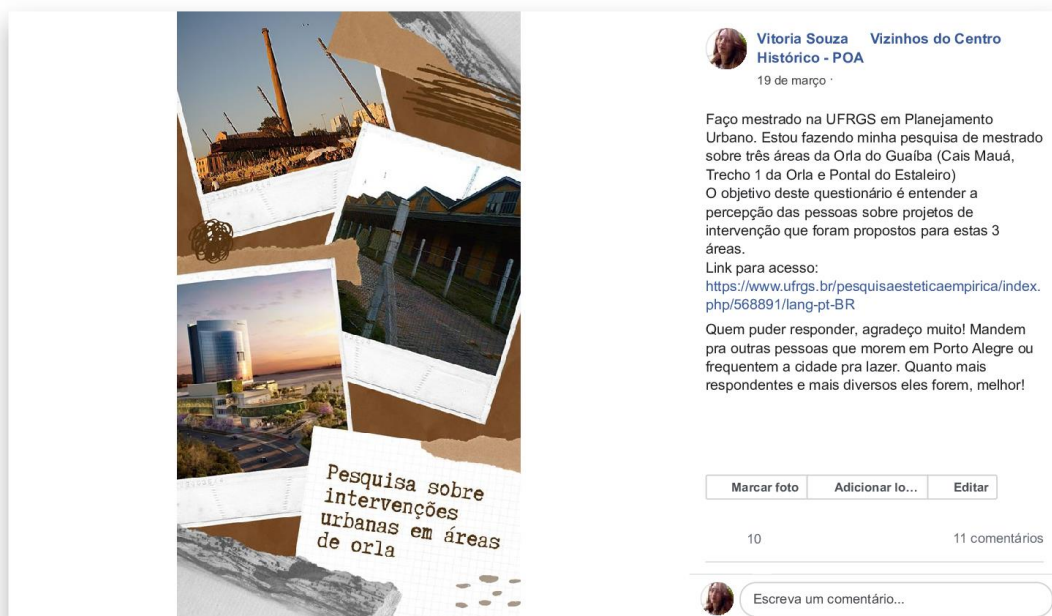 Pesquisa sobre
intervenções
urbanas em áreas
de orla
Vitoria Souza Vizinhos do Centro
Histórico - POA
19 de março ·
Faço mestrado na UFRGS em Planejamento
Urbano. Estou fazendo minha pesquisa de mestrado
sobre três áreas da Orla do Guaíba (Cais Mauá,
Trecho 1 da Orla e Pontal do Estaleiro)
O objetivo deste questionário é entender a
percepção das pessoas sobre projetos de
intervenção que foram propostos para estas 3
áreas.
Link para acesso:
https://www.ufrgs.br/pesquisaesteticaempirica/index.
php/568891/lang-pt-BR
Quem puder responder, agradeço muito! Mandem
pra outras pessoas que morem em Porto Alegre ou
frequentem a cidade pra lazer. Quanto mais
respondentes e mais diversos eles forem, melhor!
Marcar foto Adicionar lo... Editar
10 11 comentários
Escreva um comentário...